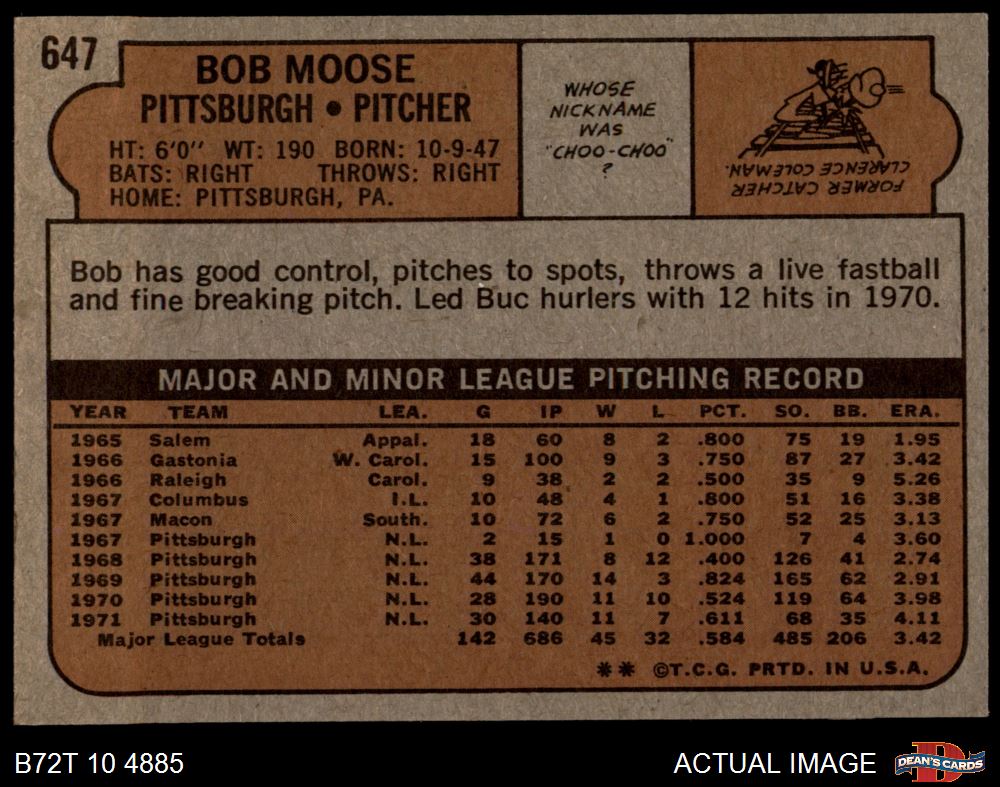 647
BOB MOOSE
PITTSBURGH • PITCHER
HT: 6'0" WT: 190 BORN: 10-9-47
BATS: RIGHT THROWS: RIGHT
HOME: PITTSBURGH, PA.
WHOSE
NICKNAME
WAS
"CHOO-CHOO"
?
FORMER CATCHER
CLARENCE COLEMAN.
Bob has good control, pitches to spots, throws a live fastball
and fine breaking pitch. Led Buc hurlers with 12 hits in 1970.
MAJOR AND MINOR LEAGUE PITCHING RECORD
YEAR TEAM LEA. G IP W L PCT. SO. BB. ERA.
1965 Salem Appal. 18 60 8 2 .800 75 19 1.95
1966 Gastonia W. Carol. 15 100 9 3 .750 87 27 3.42
1966 Raleigh Carol. 9 38 2 2 .500 35 9 5.26
1967 Columbus I.L. 10 48 4 1 .800 51 16 3.38
1967 Macon South. 10 72 6 2 .750 52 25 3.13
1967 Pittsburgh N.L. 2 15 1 0 1.000 7 4 3.60
1968 Pittsburgh N.L. 38 171 8 12 .400 126 41 2.74
1969 Pittsburgh N.L. 44 170 14 3 .824 165 62 2.91
1970 Pittsburgh N.L. 28 190 11 10 .524 119 64 3.98
1971 Pittsburgh N.L. 30 140 11 7 .611 68 35 4.11
Major League Totals 142 686 45 32 .584 485 206 3.42
** ©T.C.G. PRTD. IN U.S.A.
B72T 10 4885
ACTUAL IMAGE
D
DEAN'S CARDS